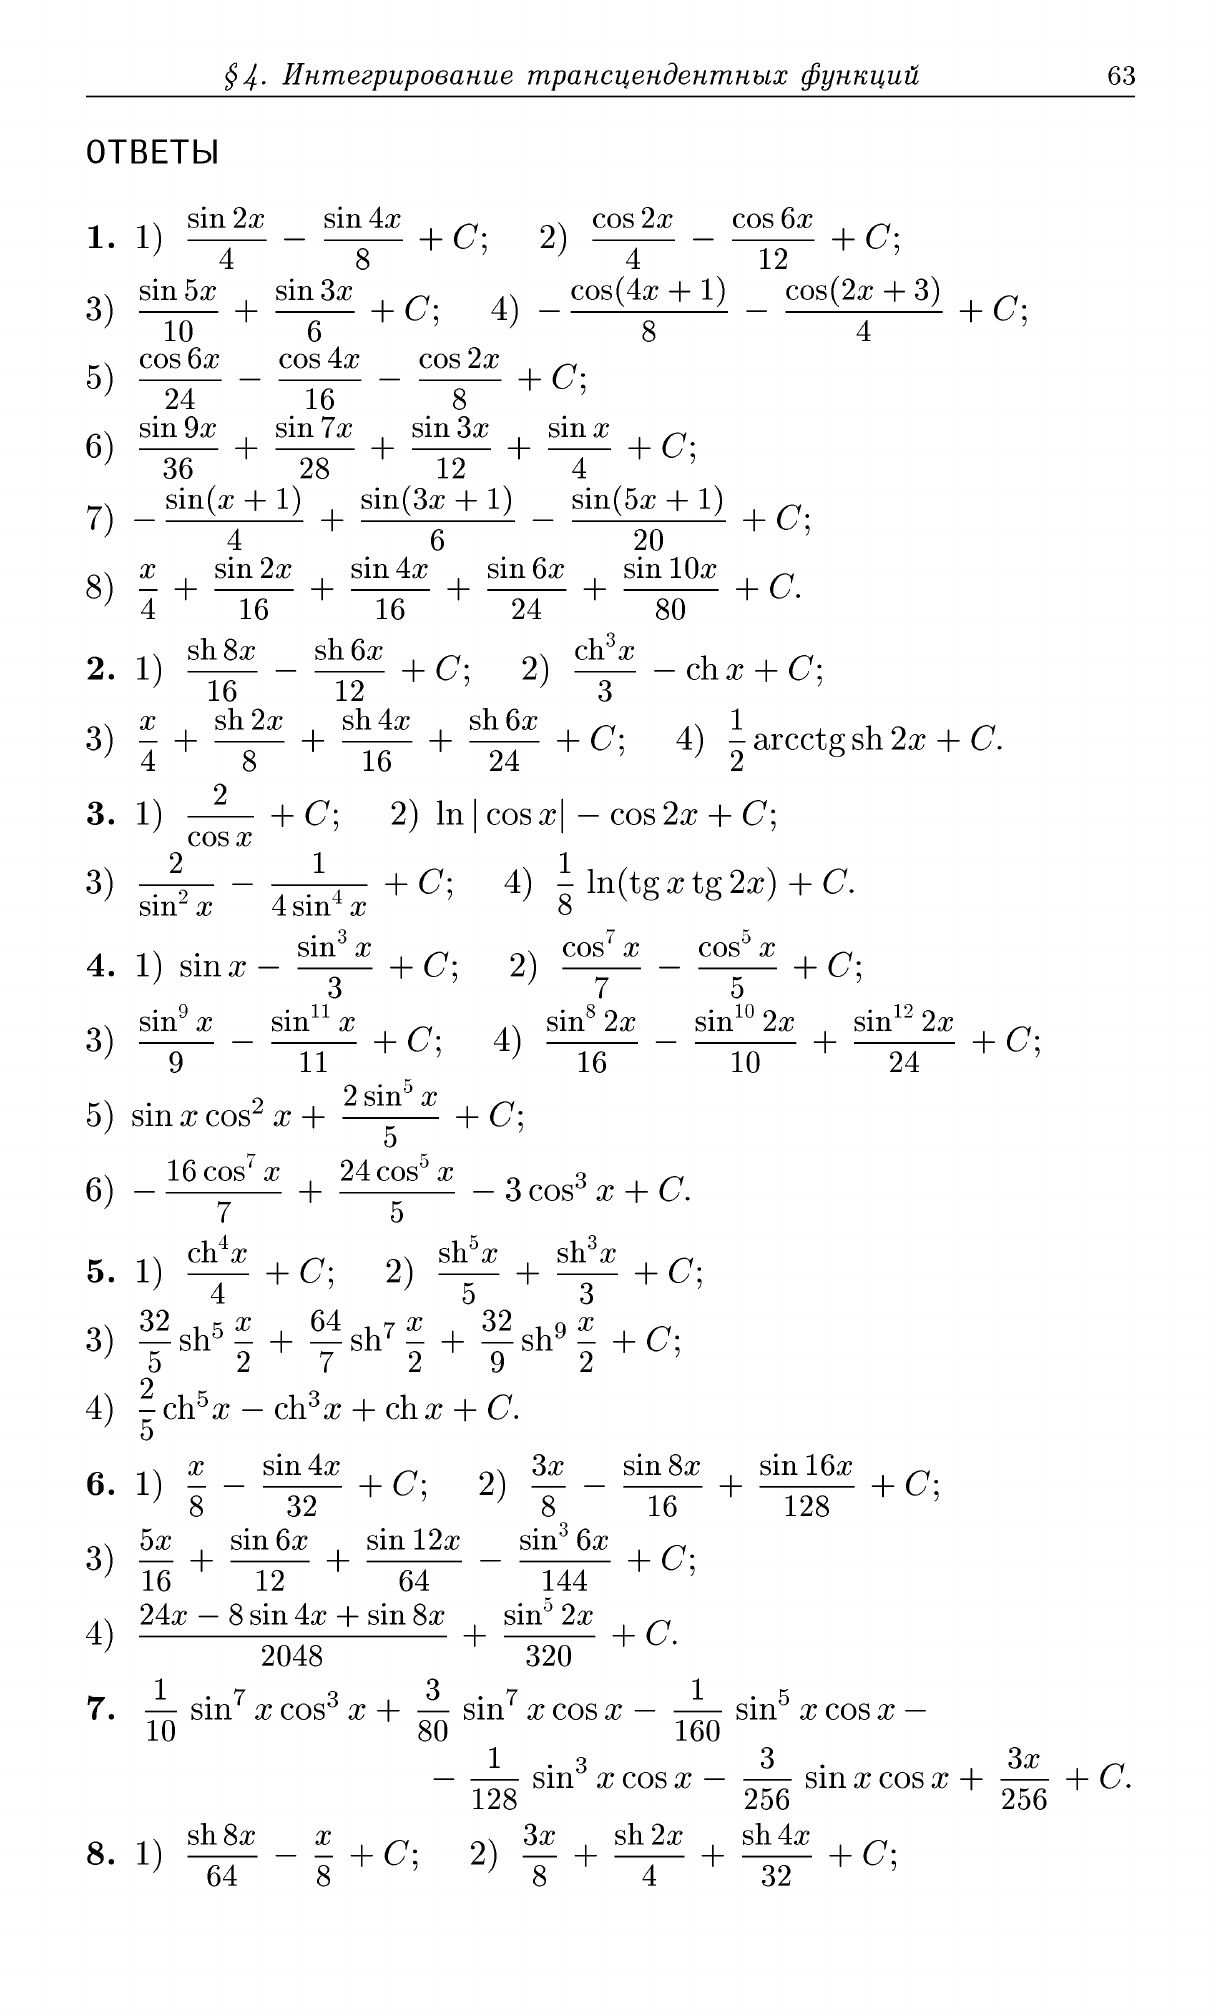 § 4. Интегрирование трансцендентных функций 63
ОТВЕТЫ
1. 1) $\frac{\sin 2x}{4} - \frac{\sin 4x}{8} + C$; 2) $\frac{\cos 2x}{4} - \frac{\cos 6x}{12} + C$;
3) $\frac{\sin 5x}{10} + \frac{\sin 3x}{6} + C$; 4) $-\frac{\cos(4x + 1)}{8} - \frac{\cos(2x + 3)}{4} + C$;
5) $\frac{\cos 6x}{24} - \frac{\cos 4x}{16} - \frac{\cos 2x}{8} + C$;
6) $\frac{\sin 9x}{36} + \frac{\sin 7x}{28} + \frac{\sin 3x}{12} + \frac{\sin x}{4} + C$;
7) $-\frac{\sin(x + 1)}{4} + \frac{\sin(3x + 1)}{6} - \frac{\sin(5x + 1)}{20} + C$;
8) $\frac{x}{4} + \frac{\sin 2x}{16} + \frac{\sin 4x}{16} + \frac{\sin 6x}{24} + \frac{\sin 10x}{80} + C$.
2. 1) $\frac{\operatorname{sh} 8x}{16} - \frac{\operatorname{sh} 6x}{12} + C$; 2) $\frac{\operatorname{ch}^3 x}{3} - \operatorname{ch} x + C$;
3) $\frac{x}{4} + \frac{\operatorname{sh} 2x}{8} + \frac{\operatorname{sh} 4x}{16} + \frac{\operatorname{sh} 6x}{24} + C$; 4) $\frac{1}{2} \operatorname{arcctg} \operatorname{sh} 2x + C$.
3. 1) $\frac{2}{\cos x} + C$; 2) $\ln |\cos x| - \cos 2x + C$;
3) $\frac{2}{\sin^2 x} - \frac{1}{4 \sin^4 x} + C$; 4) $\frac{1}{8} \ln(\operatorname{tg} x \operatorname{tg} 2x) + C$.
4. 1) $\sin x - \frac{\sin^3 x}{3} + C$; 2) $\frac{\cos^7 x}{7} - \frac{\cos^5 x}{5} + C$;
3) $\frac{\sin^9 x}{9} - \frac{\sin^{11} x}{11} + C$; 4) $\frac{\sin^8 2x}{16} - \frac{\sin^{10} 2x}{10} + \frac{\sin^{12} 2x}{24} + C$;
5) $\sin x \cos^2 x + \frac{2 \sin^5 x}{5} + C$;
6) $-\frac{16 \cos^7 x}{7} + \frac{24 \cos^5 x}{5} - 3 \cos^3 x + C$.
5. 1) $\frac{\operatorname{ch}^4 x}{4} + C$; 2) $\frac{\operatorname{sh}^5 x}{5} + \frac{\operatorname{sh}^3 x}{3} + C$;
3) $\frac{32}{5} \operatorname{sh}^5 \frac{x}{2} + \frac{64}{7} \operatorname{sh}^7 \frac{x}{2} + \frac{32}{9} \operatorname{sh}^9 \frac{x}{2} + C$;
4) $\frac{2}{5} \operatorname{ch}^5 x - \operatorname{ch}^3 x + \operatorname{ch} x + C$.
6. 1) $\frac{x}{8} - \frac{\sin 4x}{32} + C$; 2) $\frac{3x}{8} - \frac{\sin 8x}{16} + \frac{\sin 16x}{128} + C$;
3) $\frac{5x}{16} + \frac{\sin 6x}{12} + \frac{\sin 12x}{64} - \frac{\sin^3 6x}{144} + C$;
4) $\frac{24x - 8 \sin 4x + \sin 8x}{2048} + \frac{\sin^5 2x}{320} + C$.
7. $\frac{1}{10} \sin^7 x \cos^3 x + \frac{3}{80} \sin^7 x \cos x - \frac{1}{160} \sin^5 x \cos x -$
$- \frac{1}{128} \sin^3 x \cos x - \frac{3}{256} \sin x \cos x + \frac{3x}{256} + C$.
8. 1) $\frac{\operatorname{sh} 8x}{64} - \frac{x}{8} + C$; 2) $\frac{3x}{8} + \frac{\operatorname{sh} 2x}{4} + \frac{\operatorname{sh} 4x}{32} + C$;